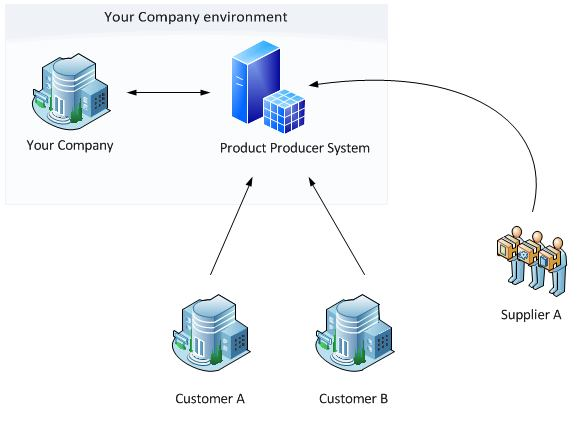 Your Company environment
Your Company
Product Producer System
Supplier A
Customer A
Customer B